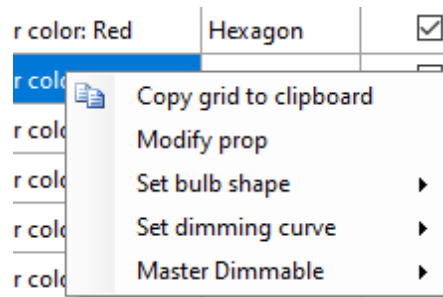 r color: Red Hexagon
r colo
Copy grid to clipboard
r colo
Modify prop
r colo
Set bulb shape
r colo
Set dimming curve
r colo
Master Dimmable